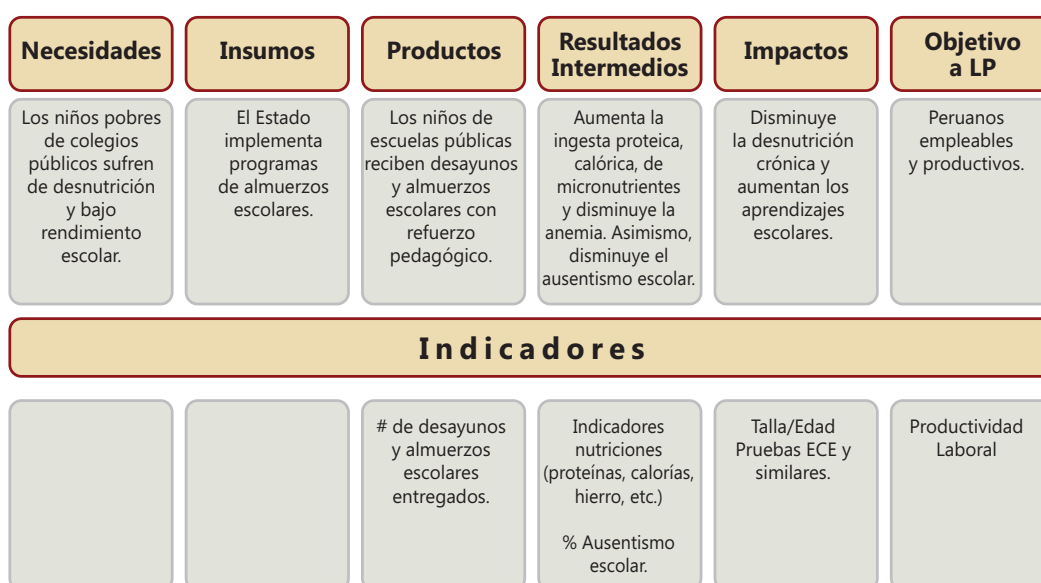 Necesidades
Insumos
Productos
Resultados
Intermedios
Impactos
Objetivo
a LP
Los niños pobres
de colegios
públicos sufren
de desnutrición
y bajo
rendimiento
escolar.
El Estado
implementa
programas
de almuerzos
escolares.
Los niños de
escuelas públicas
reciben desayunos
y almuerzos
escolares con
refuerzo
pedagógico.
Aumenta la
ingesta proteica,
calórica, de
micronutrientes
y disminuye la
anemia. Asimismo,
disminuye el
ausentismo escolar.
Disminuye
la desnutrición
crónica y
aumentan los
aprendizajes
escolares.
Peruanos
empleables
y productivos.
Indicadores
# de desayunos
y almuerzos
escolares
entregados.
Indicadores
nutriciones
(proteínas, calorías,
hierro, etc.)
% Ausentismo
escolar.
Talla/Edad
Pruebas ECE y
similares.
Productividad
Laboral